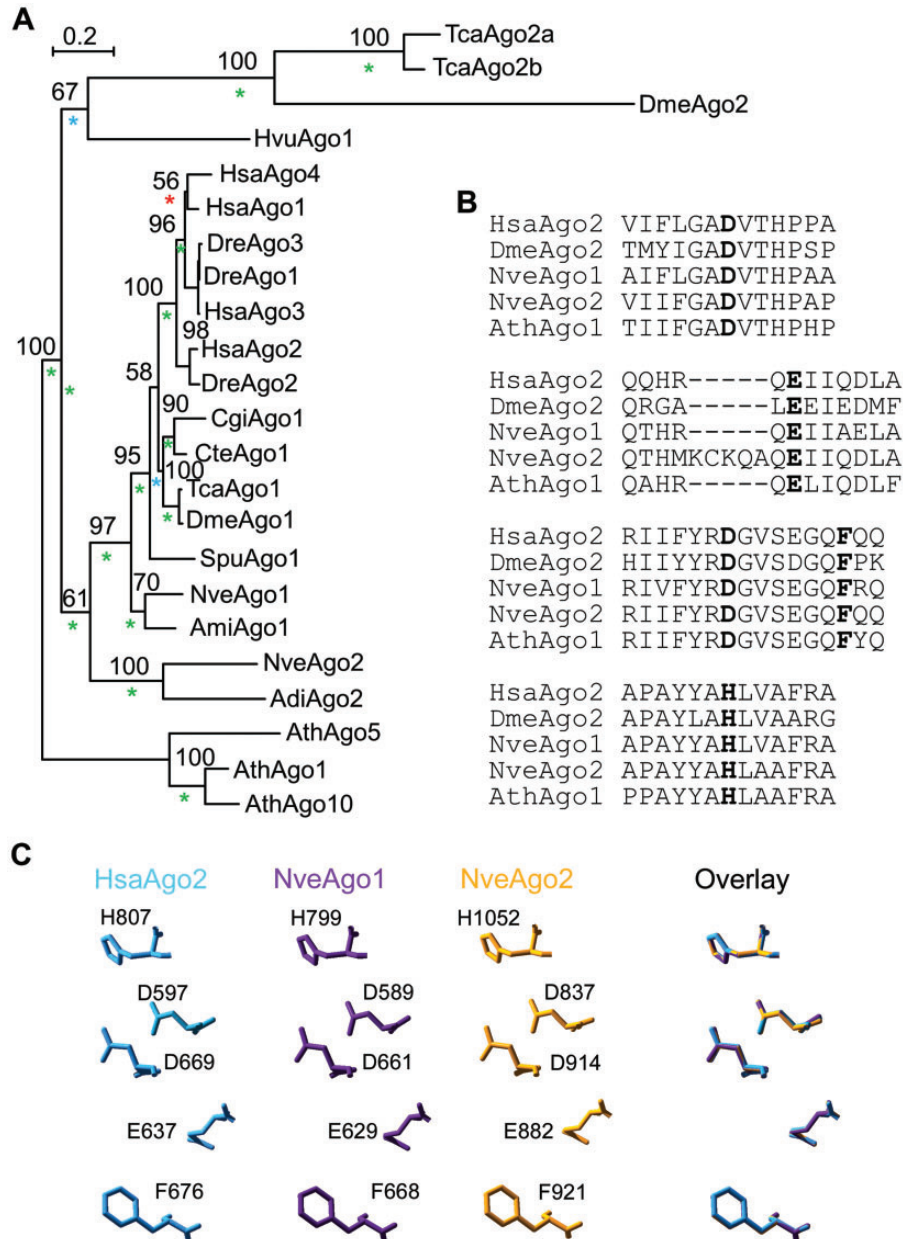 A
0.2
100
TcaAgo2a
TcaAgo2b
100
*
*
DmeAgo2
67
*
HvuAgo1
HsaAgo4
56
*
HsaAgo1
96
*
DreAgo3
DreAgo1
HsaAgo3
100
*
98
HsaAgo2
DreAgo2
100
*
*
58
90
CgiAgo1
*
CteAgo1
95
*
*
100
TcaAgo1
*
DmeAgo1
97
*
SpuAgo1
70
NveAgo1
*
AmiAgo1
61
*
NveAgo2
100
*
AdiAgo2
AthAgo5
100
AthAgo1
*
AthAgo10
B
HsaAgo2 VIFLGADVTHPPA
DmeAgo2 TMYIGADVTHPSP
NveAgo1 AIFLGADVTHPAA
NveAgo2 VIIFGADVTHPAP
AthAgo1 TIIFGADVTHPHP
HsaAgo2 QQHR-----QEIIQDLA
DmeAgo2 QRGA-----LEEIEDMF
NveAgo1 QTHR-----QEIIAELA
NveAgo2 QTHMKCKQAQEIIQDLA
AthAgo1 QAHR-----QELIQDLF
HsaAgo2 RIIFYRDGVSEGQFQQ
DmeAgo2 HIIYYRDGVSDGQFPK
NveAgo1 RIVFYRDGVSEGQFRQ
NveAgo2 RIIFYRDGVSEGQFQQ
AthAgo1 RIIFYRDGVSEGQFYQ
HsaAgo2 APAYYAHLVAFRA
DmeAgo2 APAYLAHLVAARG
NveAgo1 APAYYAHLVAFRA
NveAgo2 APAYYAHLAAFRA
AthAgo1 PPAYYAHLAAFRA
C
HsaAgo2 NveAgo1 NveAgo2 Overlay
H807 H799 H1052
D597 D589 D837
D669 D661 D914
E637 E629 E882
F676 F668 F921